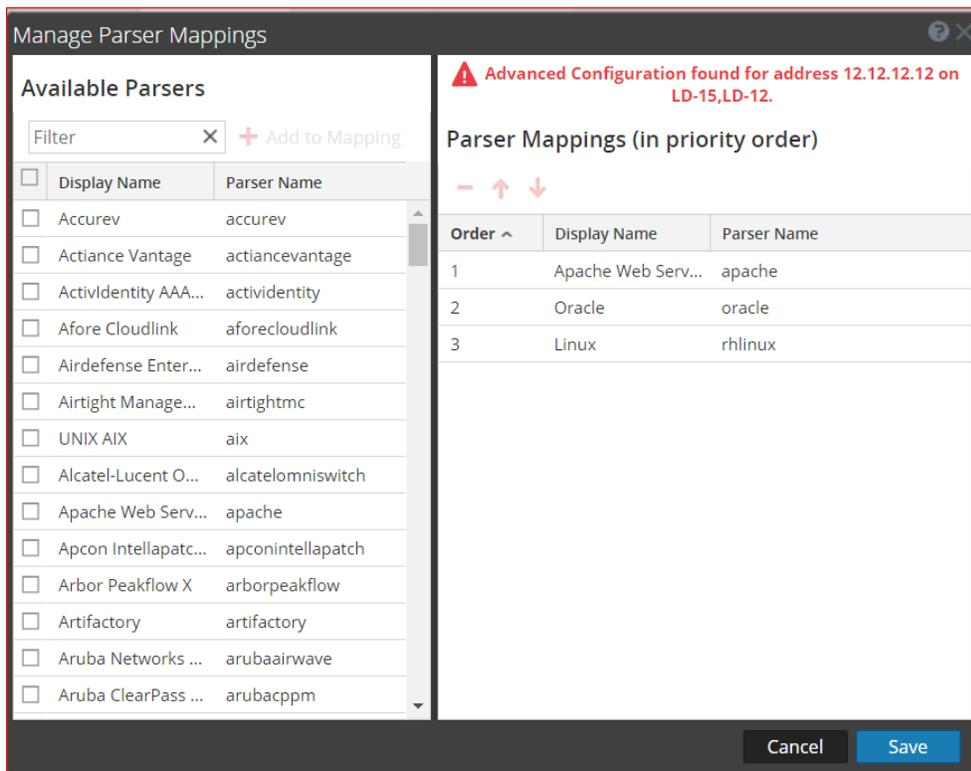 Manage Parser Mappings
Available Parsers
Filter
Add to Mapping
Display Name Parser Name
Accurev accurev
Actiance Vantage actiancevantage
ActivIdentity AAA... actividentity
Afore Cloudlink aforecloudlink
Airdefense Enter... airdefense
Airtight Manage... airtightmc
UNIX AIX aix
Alcatel-Lucent O... alcatelomniswitch
Apache Web Serv... apache
Apcon Intellapatc... apconintellapatch
Arbor Peakflow X arborpeakflow
Artifactory artifactory
Aruba Networks ... arubaairwave
Aruba ClearPass ... arubacppm
Advanced Configuration found for address 12.12.12.12 on
LD-15,LD-12.
Parser Mappings (in priority order)
Order Display Name Parser Name
1 Apache Web Serv... apache
2 Oracle oracle
3 Linux rhlinux
Cancel Save